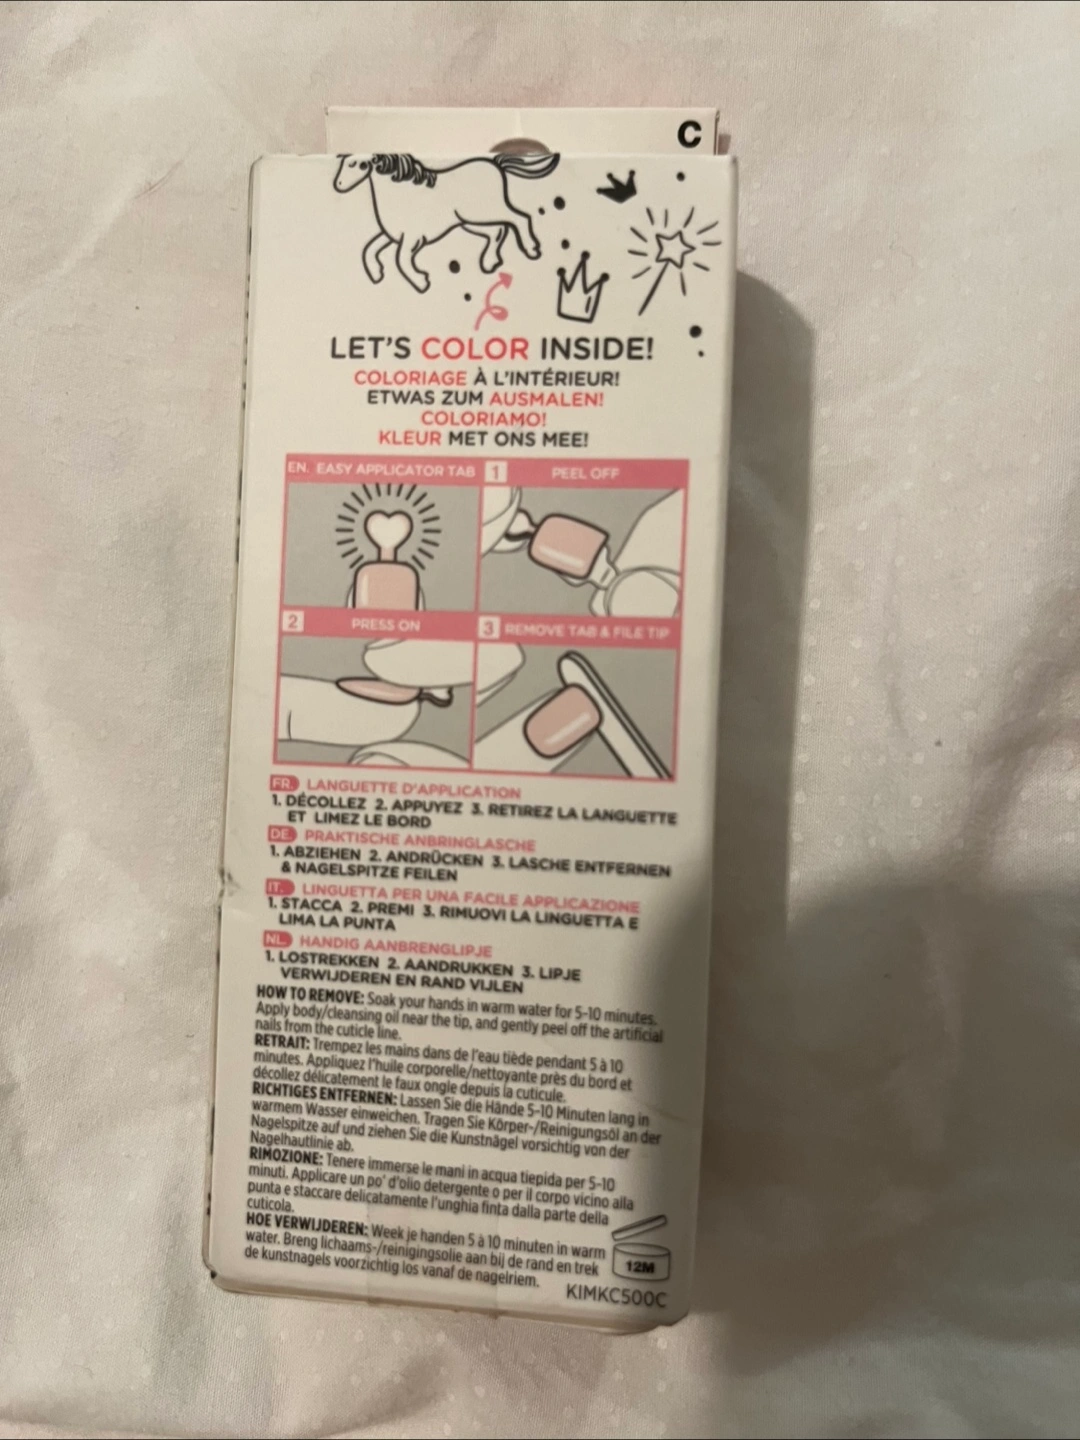 C
LET'S COLOR INSIDE!
COLORIAGE À L'INTÉRIEUR!
ETWAS ZUM AUSMALEN!
COLORIAMO!
KLEUR MET ONS MEE!
EN. EASY APPLICATOR TAB
1 PEEL OFF
2 PRESS ON
3 REMOVE TAB & FILE TIP
FR. LANGUETTE D'APPLICATION
1. DÉCOLLEZ 2. APPUYEZ 3. RETIREZ LA LANGUETTE
ET LIMEZ LE BORD
DE. PRAKTISCHE ANBRINGLASCHE
1. ABZIEHEN 2. ANDRÜCKEN 3. LASCHE ENTFERNEN
& NAGELSPITZE FEILEN
IT. LINGUETTA PER UNA FACILE APPLICAZIONE
1. STACCA 2. PREMI 3. RIMUOVI LA LINGUETTA E
LIMA LA PUNTA
NL. HANDIG AANBRENGLIPJE
1. LOSTREKKEN 2. AANDRUKKEN 3. LIPJE
VERWIJDEREN EN RAND VIJLEN
HOW TO REMOVE: Soak your hands in warm water for 5-10 minutes.
Apply body/cleansing oil near the tip, and gently peel off the artificial
nails from the cuticle line.
RETRAIT: Trempez les mains dans de l'eau tiède pendant 5 à 10
minutes. Appliquez l'huile corporelle/nettoyante près du bord et
décollez délicatement le faux ongle depuis la cuticule.
RICHTIGES ENTFERNEN: Lassen Sie die Hände 5-10 Minuten lang in
warmem Wasser einweichen. Tragen Sie Körper-/Reinigungsöl an der
Nagelspitze auf und ziehen Sie die Kunstnägel vorsichtig von der
Nagelhautlinie ab.
RIMOZIONE: Tenere immerse le mani in acqua tiepida per 5-10
minuti. Applicare un po' d'olio detergente o per il corpo vicino alla
punta e staccare delicatamente l'unghia finta dalla parte della
cuticola.
HOE VERWIJDEREN: Week je handen 5 à 10 minuten in warm
water. Breng lichaams-/reinigingsolie aan bij de rand en trek
de kunstnagels voorzichtig los vanaf de nagelriem.
12M
KIMKC500C